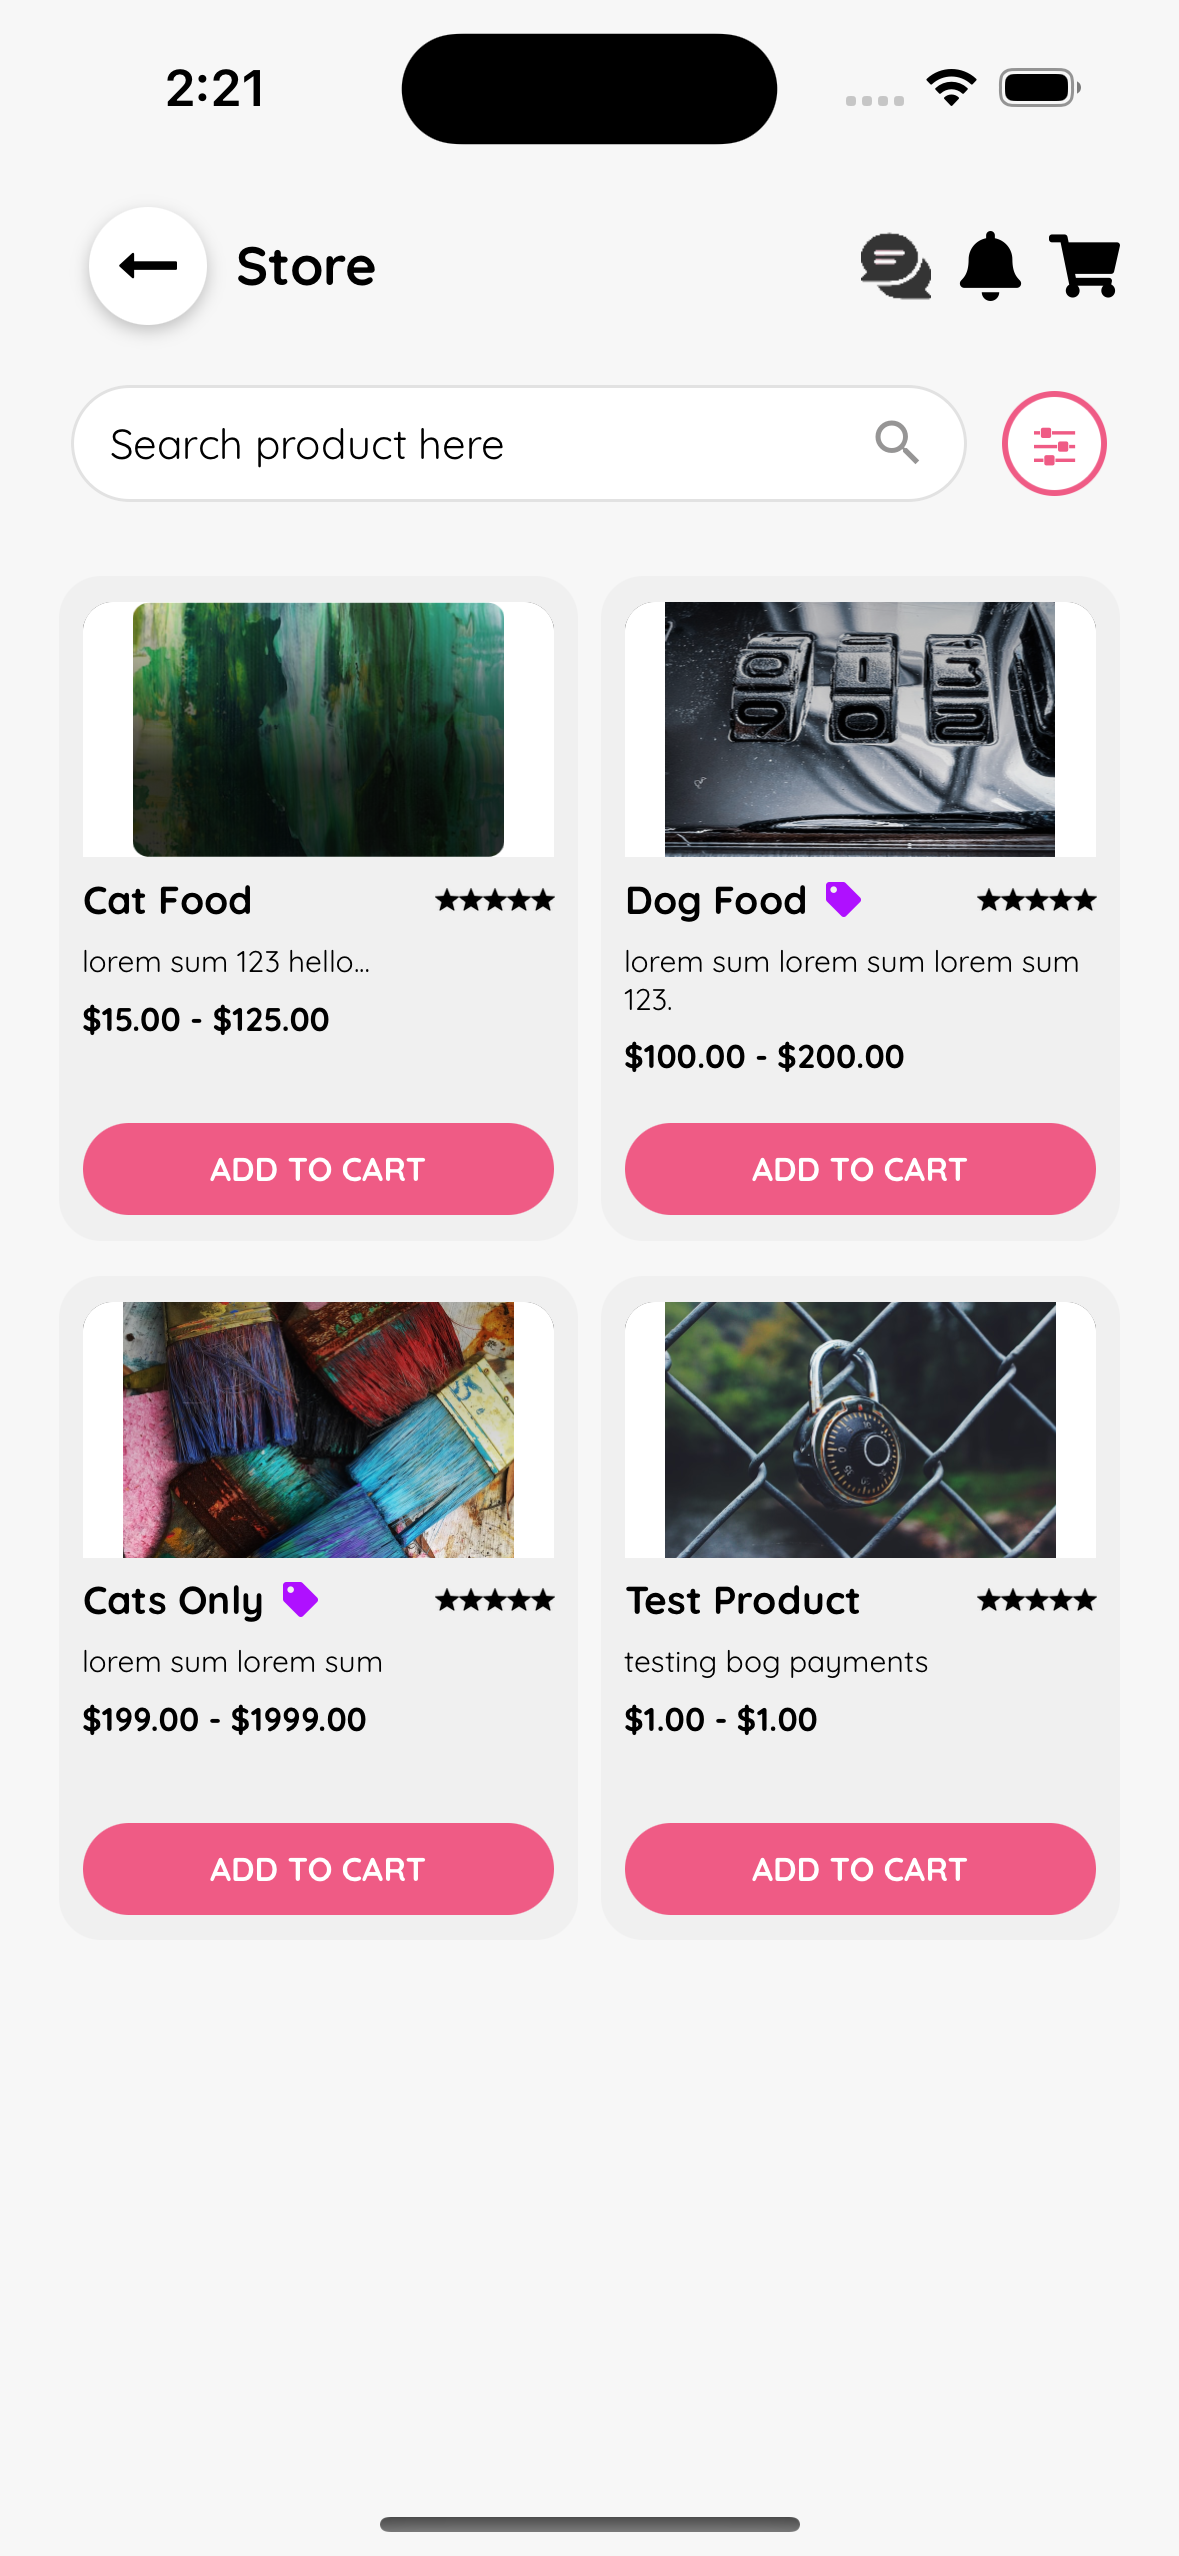 2:21
Store
Search product here
Cat Food
lorem sum 123 hello...
$15.00 - $125.00
ADD TO CART
Dog Food
lorem sum lorem sum lorem sum
123.
$100.00 - $200.00
ADD TO CART
Cats Only
lorem sum lorem sum
$199.00 - $1999.00
ADD TO CART
Test Product
testing bog payments
$1.00 - $1.00
ADD TO CART